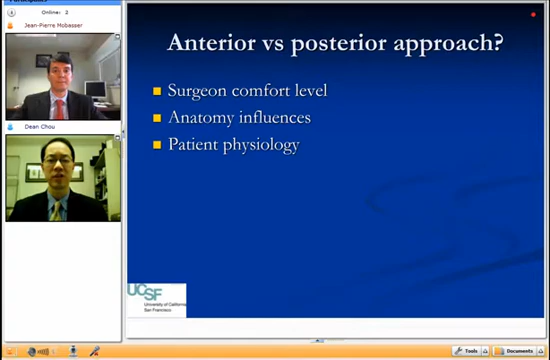 Participants
Online: 2
Jean-Pierre Mobasser
Dean Chou
Anterior vs posterior approach?
Surgeon comfort level
Anatomy influences
Patient physiology
UCSF
University of California
San Francisco
Tools
Documents